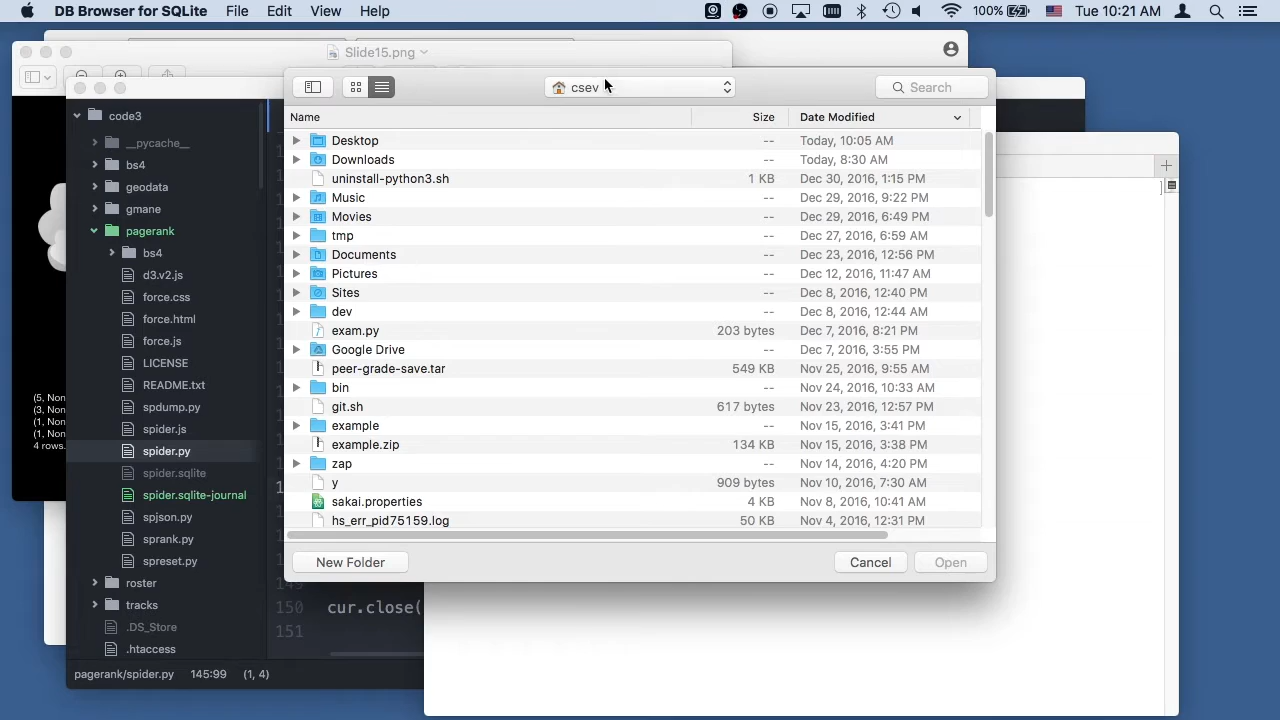 DB Browser for SQLite File Edit View Help 100% Tue 10:21 AM
Slide15.png
csev
Search
Name Size Date Modified
Desktop -- Today, 10:05 AM
Downloads -- Today, 8:30 AM
uninstall-python3.sh 1 KB Dec 30, 2016, 1:15 PM
Music -- Dec 29, 2016, 9:22 PM
Movies -- Dec 29, 2016, 6:49 PM
tmp -- Dec 27, 2016, 6:59 AM
Documents -- Dec 23, 2016, 12:56 PM
Pictures -- Dec 12, 2016, 11:47 AM
Sites -- Dec 8, 2016, 12:40 PM
dev -- Dec 8, 2016, 12:44 AM
exam.py 203 bytes Dec 7, 2016, 8:21 PM
Google Drive -- Dec 7, 2016, 3:55 PM
peer-grade-save.tar 549 KB Nov 25, 2016, 9:55 AM
bin -- Nov 24, 2016, 10:33 AM
git.sh 617 bytes Nov 23, 2016, 12:57 PM
example -- Nov 15, 2016, 3:41 PM
example.zip 134 KB Nov 15, 2016, 3:38 PM
zap -- Nov 14, 2016, 4:20 PM
y 909 bytes Nov 10, 2016, 7:30 AM
sakai.properties 4 KB Nov 8, 2016, 10:41 AM
hs_err_pid75159.log 50 KB Nov 4, 2016, 12:31 PM
New Folder Cancel Open
code3
__pycache__
bs4
geodata
gmane
pagerank
bs4
d3.v2.js
force.css
force.html
force.js
LICENSE
README.txt
spdump.py
spider.js
spider.py
spider.sqlite
spider.sqlite-journal
spjson.py
sprank.py
spreset.py
roster
tracks
.DS_Store
.htaccess
(5, Non
(3, Non
(1, Non
(1, Non
4 rows.
149
150 cur.close(
151
pagerank/spider.py 145:99 (1, 4)